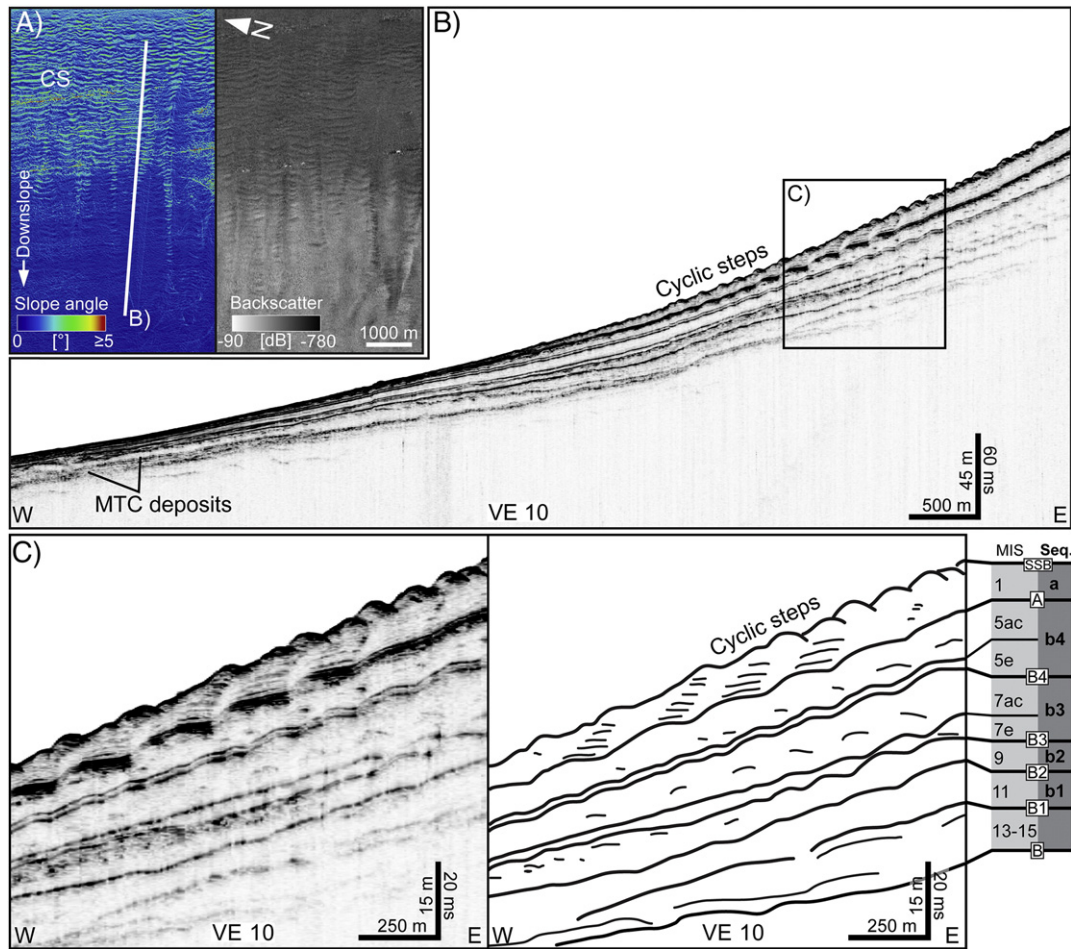 A)
N
CS
Downslope
Slope angle
0 [°] ≥5
B)
Backscatter
-90 [dB] -780
1000 m
B)
C)
Cyclic steps
MTC deposits
45 m
60 ms
500 m
W VE 10 E
C)
15 m
20 ms
250 m
W VE 10 E
Cyclic steps
15 m
20 ms
250 m
W VE 10 E
MIS Seq.
SSB
1 a
A
5ac
b4
5e
B4
7ac
b3
7e
B3
9 b2
B2
11 b1
B1
13-15
B